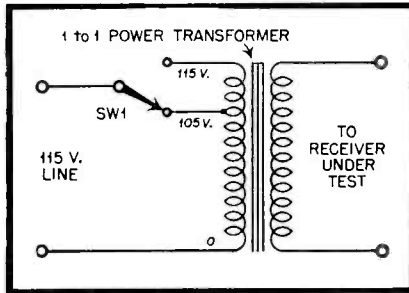 1 to 1 POWER TRANSFORMER
115 V.
SW1
105 V.
115 V.
LINE
TO
RECEIVER
UNDER
TEST
0